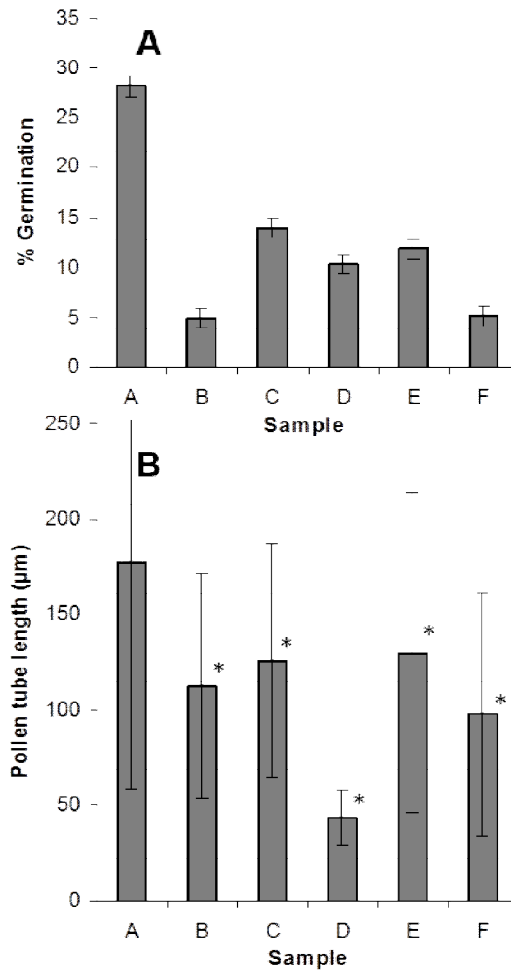 A
35
30
25
20
15
10
5
0
% Germination
A B C D E F
Sample
B
250
200
150
100
50
0
Pollen tube length (µm)
* * * * *
A B C D E F
Sample